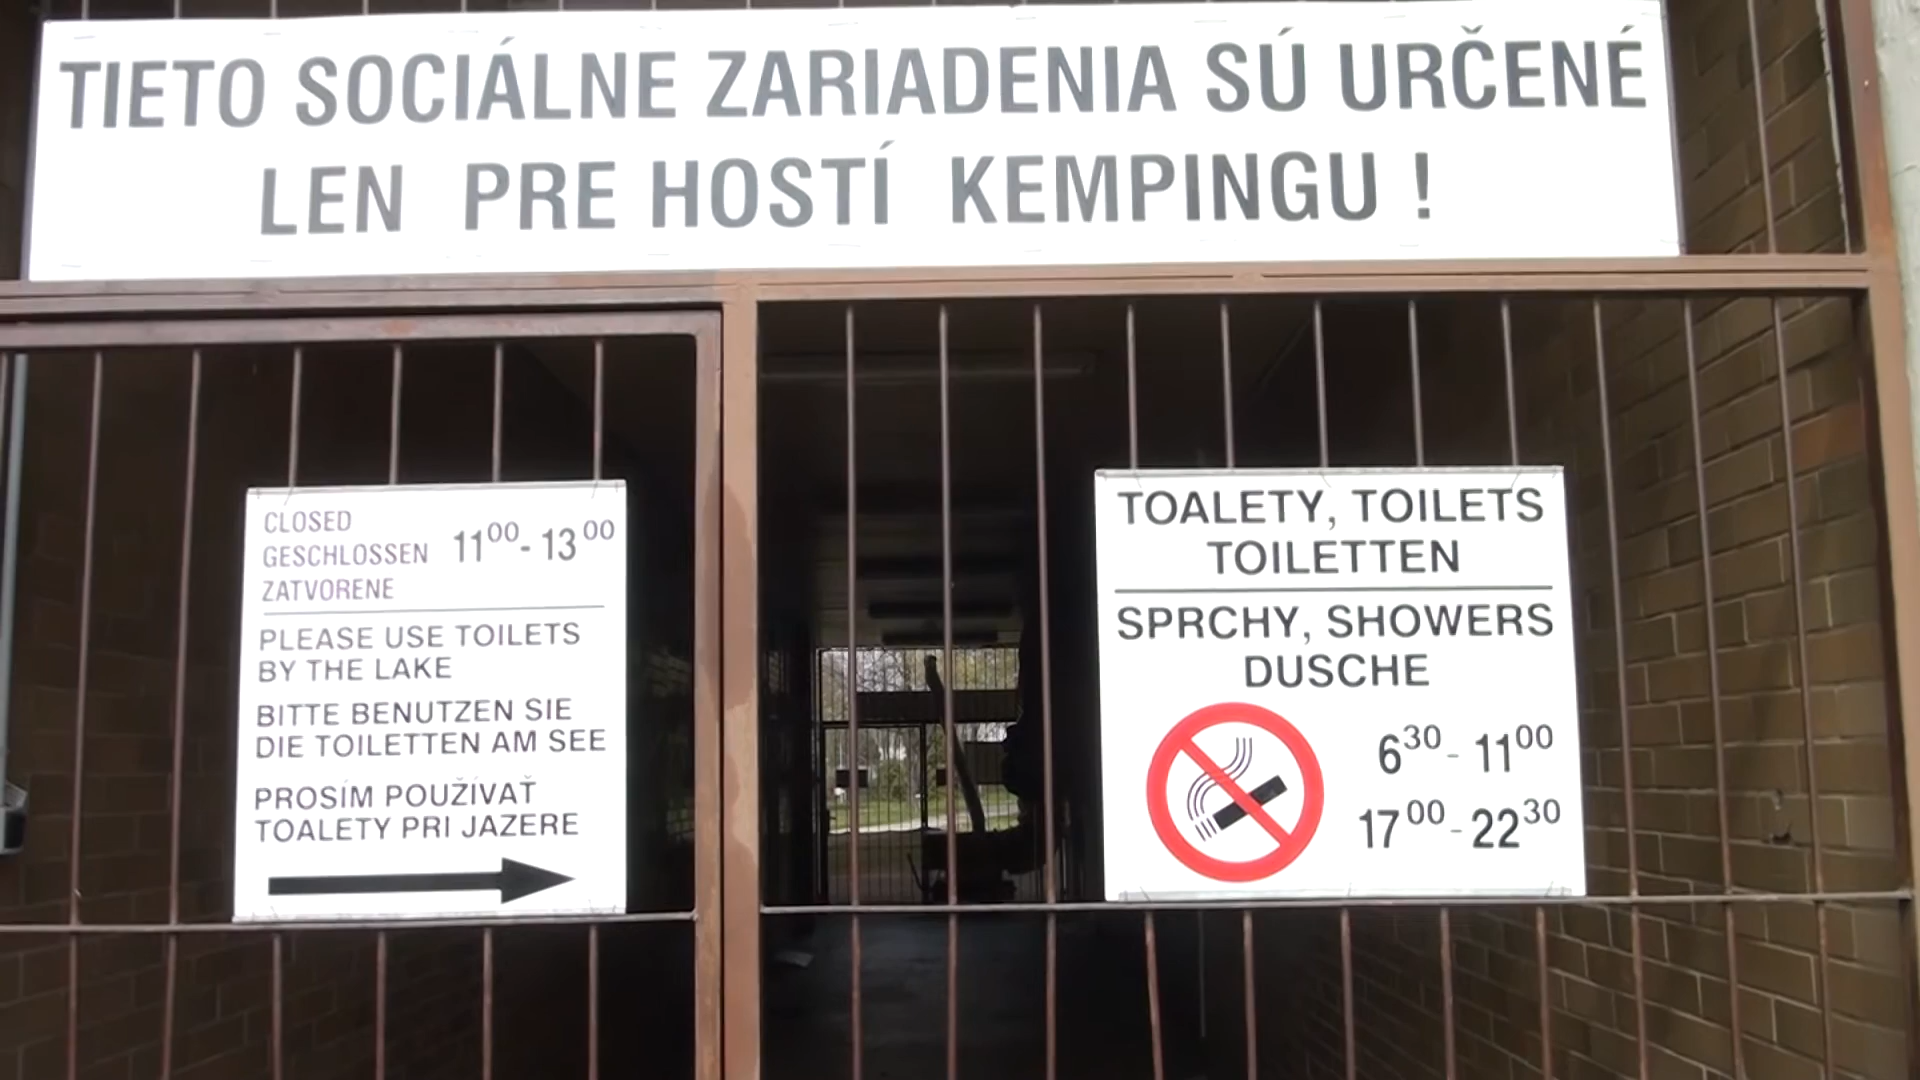 TIETO SOCIÁLNE ZARIADENIA SÚ URČENÉ
LEN PRE HOSTÍ KEMPINGU !
CLOSED
GESCHLOSSEN 11⁰⁰- 13⁰⁰
ZATVORENE
PLEASE USE TOILETS
BY THE LAKE
BITTE BENUTZEN SIE
DIE TOILETTEN AM SEE
PROSÍM POUŽÍVAŤ
TOALETY PRI JAZERE
TOALETY, TOILETS
TOILETTEN
SPRCHY, SHOWERS
DUSCHE
6³⁰- 11⁰⁰
17⁰⁰- 22³⁰